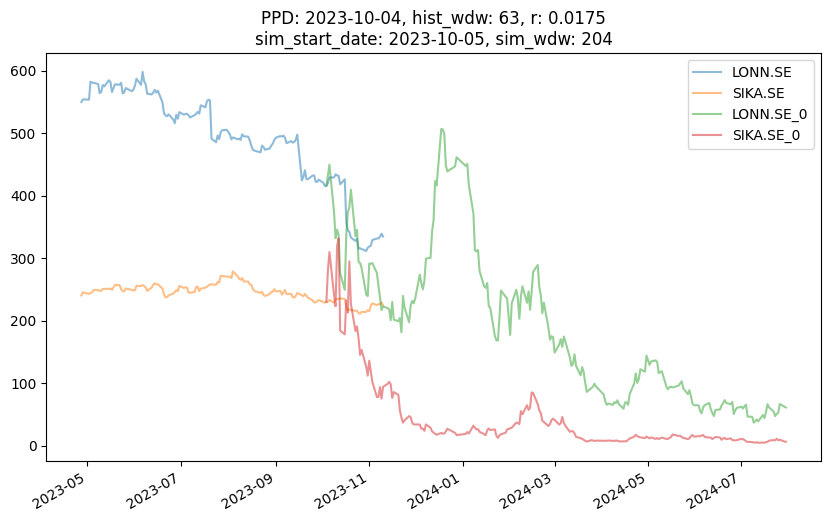 PPD: 2023-10-04, hist_wdw: 63, r: 0.0175
sim_start_date: 2023-10-05, sim_wdw: 204
LONN.SE
SIKA.SE
LONN.SE_0
SIKA.SE_0
600
500
400
300
200
100
0
2023-05
2023-07
2023-09
2023-11
2024-01
2024-03
2024-05
2024-07